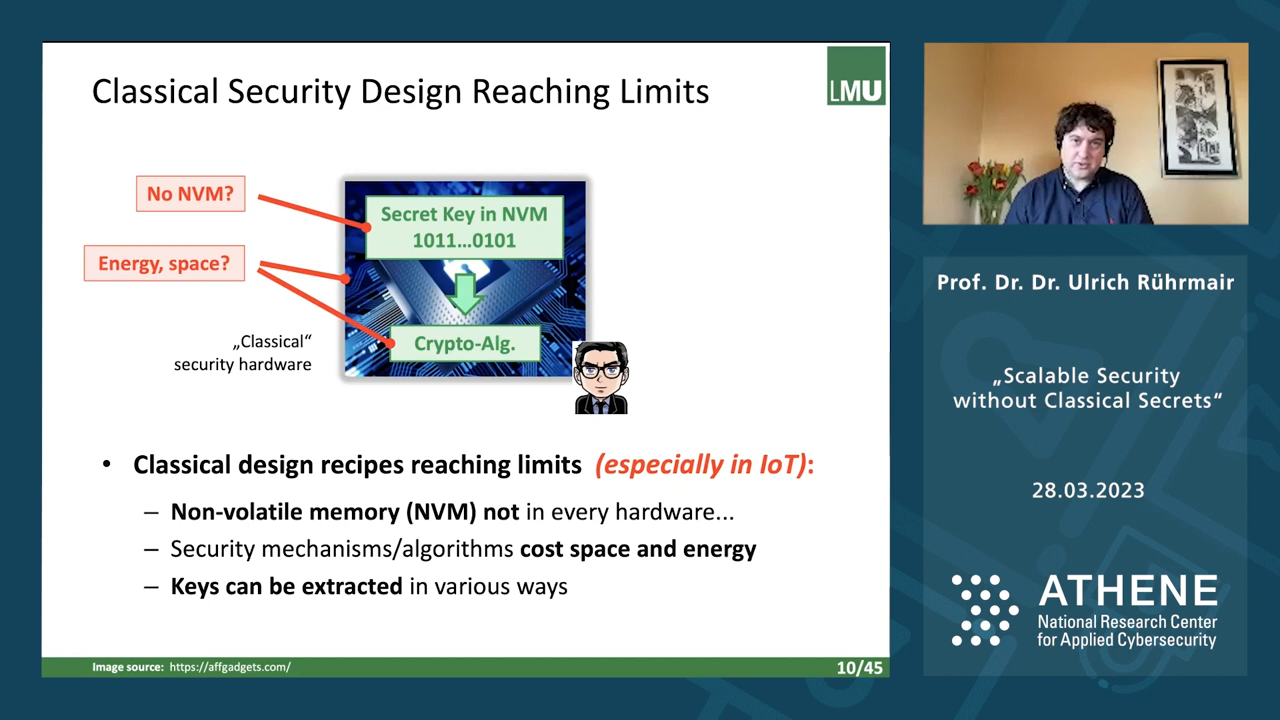 Classical Security Design Reaching Limits
LMU
No NVM?
Secret Key in NVM
1011...0101
Energy, space?
Crypto-Alg.
„Classical“
security hardware
• Classical design recipes reaching limits (especially in IoT):
– Non-volatile memory (NVM) not in every hardware...
– Security mechanisms/algorithms cost space and energy
– Keys can be extracted in various ways
Image source: https://affgadgets.com/
10/45
Prof. Dr. Dr. Ulrich Rührmair
„Scalable Security
without Classical Secrets“
28.03.2023
ATHENE
National Research Center
for Applied Cybersecurity